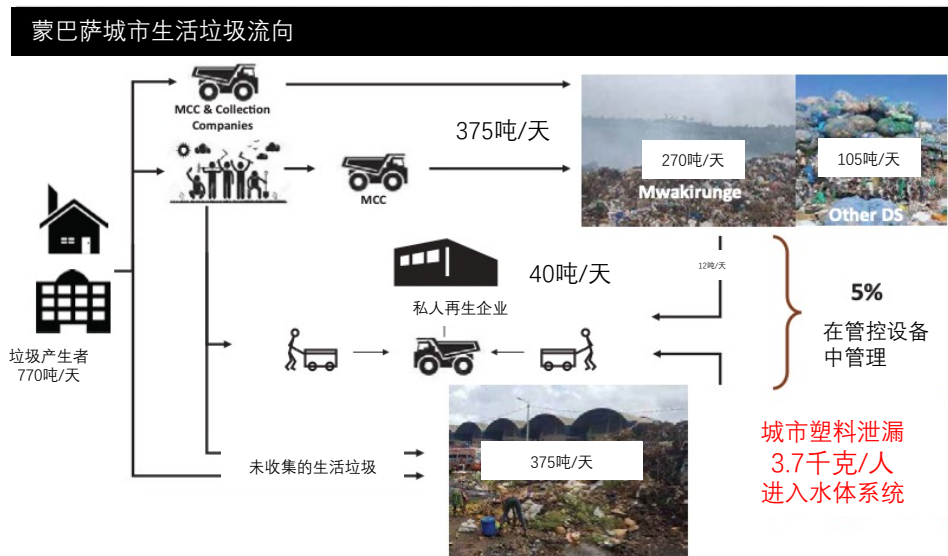 蒙巴萨城市生活垃圾流向
MCC & Collection
Companies
375吨/天
270吨/天
105吨/天
Mwakirunge
Other DS
MCC
40吨/天
12吨/天
私人再生企业
5%
在管控设备
中管理
垃圾产生者
770吨/天
未收集的生活垃圾
375吨/天
城市塑料泄漏
3.7千克/人
进入水体系统